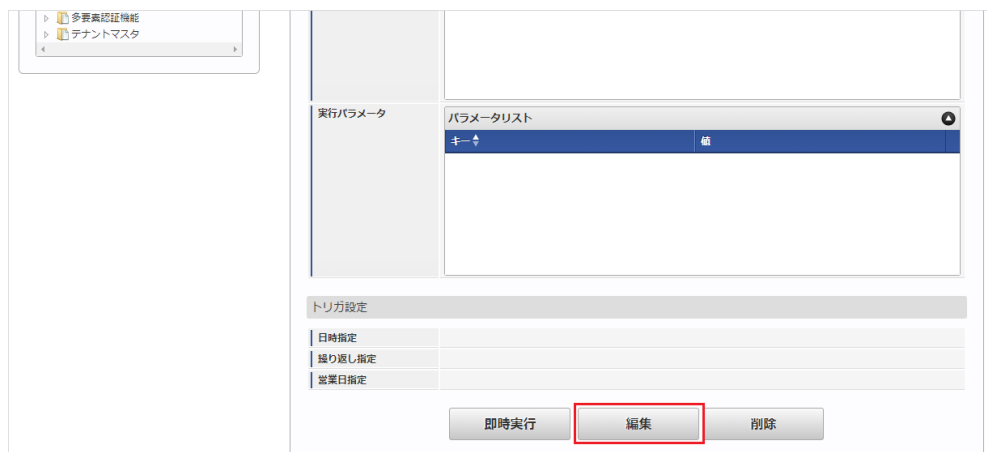 多要素認証機能
テナントマスタ
実行パラメータ
パラメータリスト
キー 値
トリガ設定
日時指定
繰り返し指定
営業日指定
即時実行 編集 削除